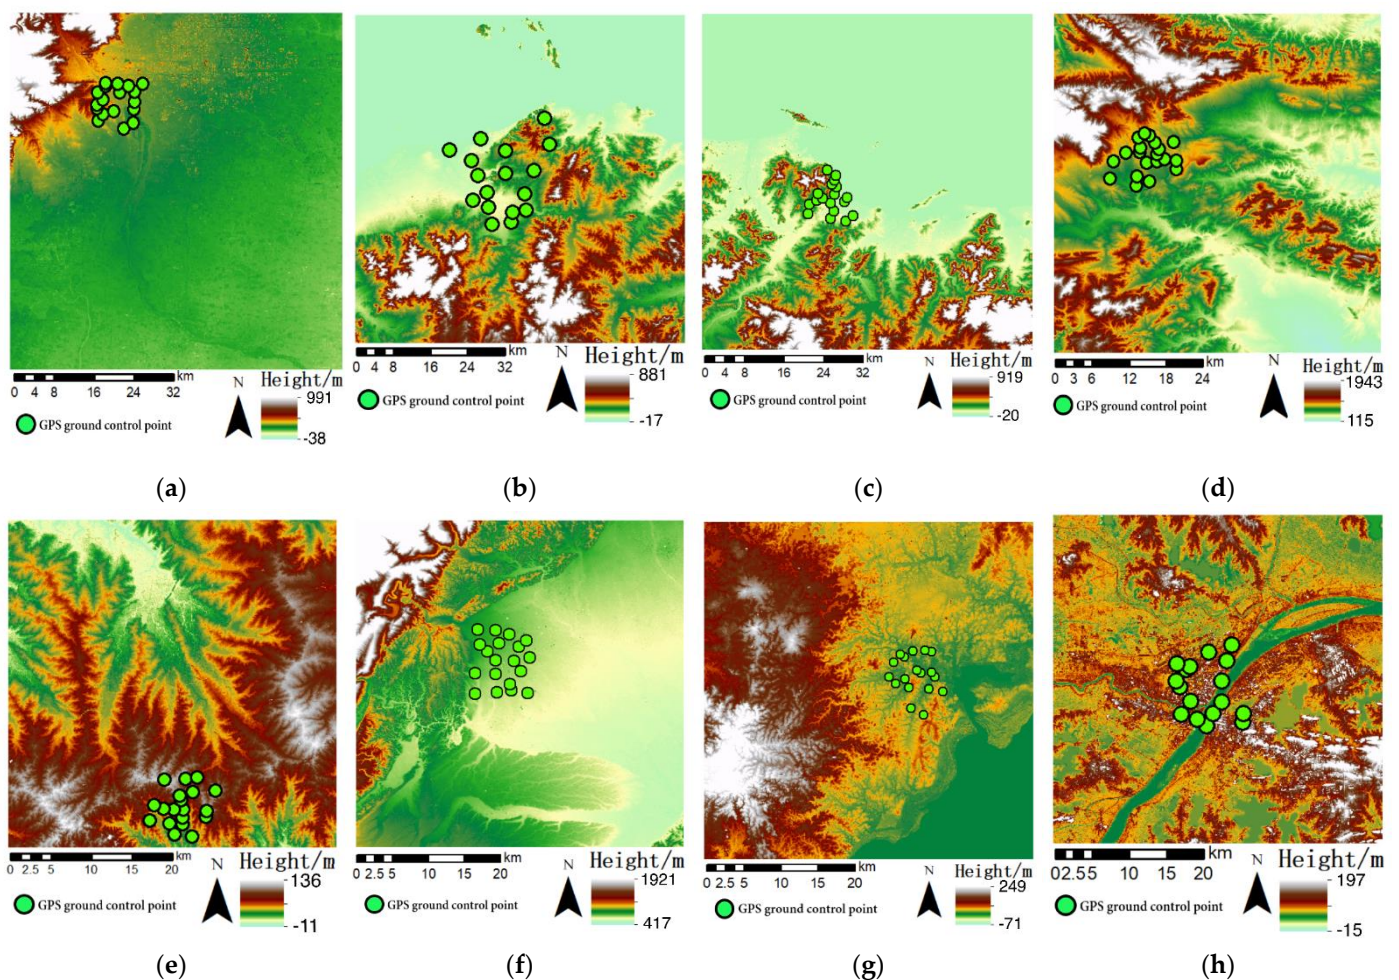 km
0 4 8 16 24 32
N
Height/m
991
-38
GPS ground control point
(a)
km
0 4 8 16 24 32
N
Height/m
881
-17
GPS ground control point
(b)
km
0 4 8 16 24 32
N
Height/m
919
-20
GPS ground control point
(c)
km
0 3 6 12 18 24
N
Height/m
1943
115
GPS ground control point
(d)
km
0 2.5 5 10 15 20
N
Height/m
136
-11
GPS ground control point
(e)
km
0 2.5 5 10 15 20
N
Height/m
1921
417
GPS ground control point
(f)
km
0 2.5 5 10 15 20
N
Height/m
249
-71
GPS ground control point
(g)
km
0 2.5 5 10 15 20
N
Height/m
197
-15
GPS ground control point
(h)